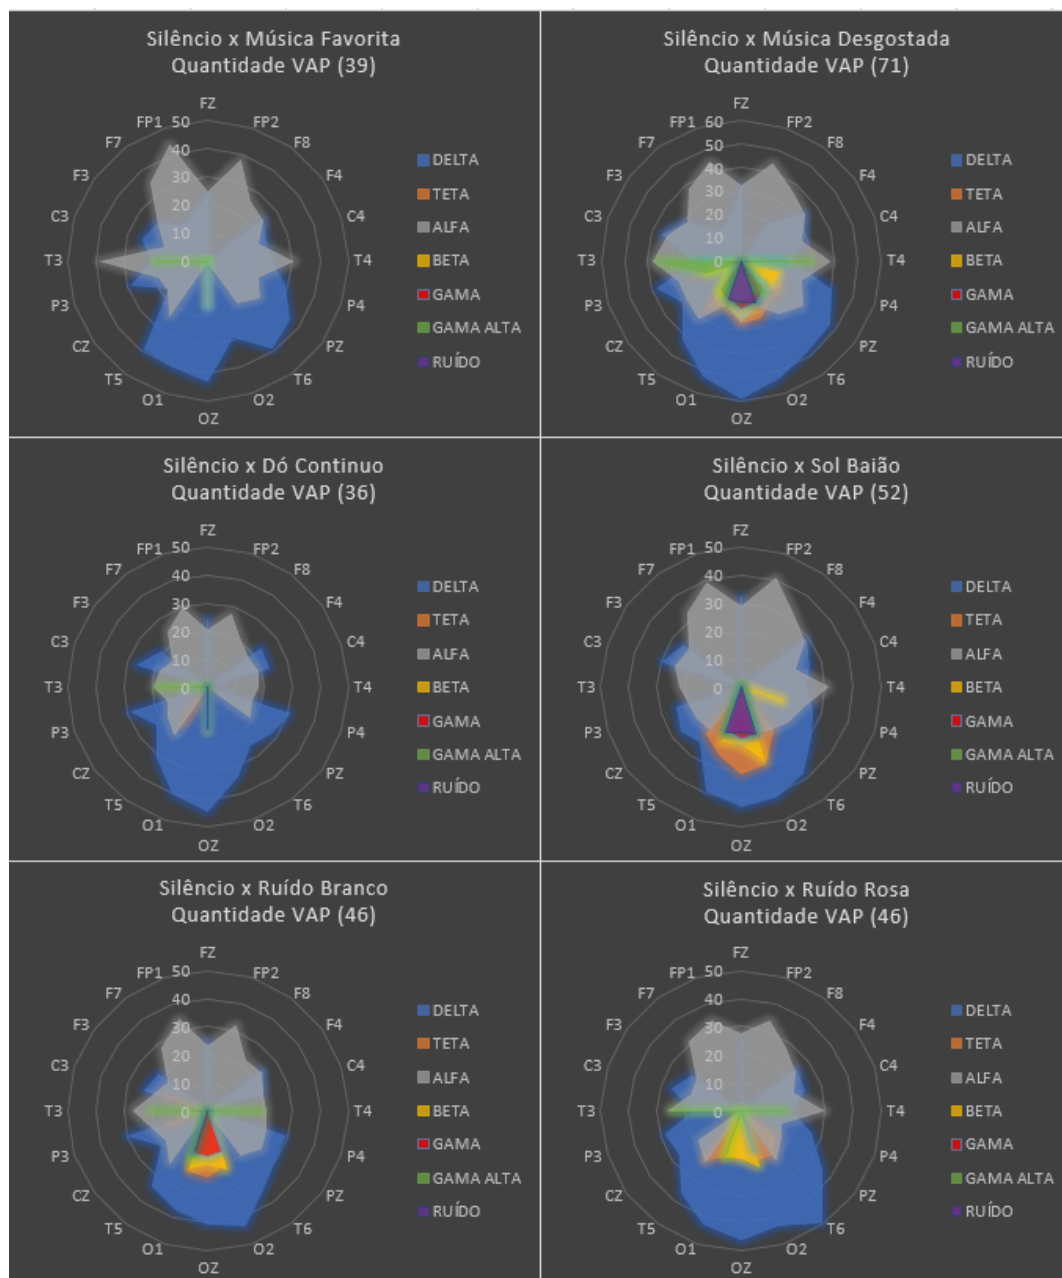 Silêncio x Música Favorita
Quantidade VAP (39)
FZ
FP1 50 FP2
F7 40 F8
F3 30 F4
20
C3 10 C4
T3 0 T4
P3 P4
CZ PZ
T5 T6
O1 O2
OZ
DELTA
TETA
ALFA
BETA
GAMA
GAMA ALTA
RUÍDO
Silêncio x Música Desgostada
Quantidade VAP (71)
FZ
FP1 60 FP2
F7 50 F8
40
F3 30 F4
20
C3 10 C4
T3 0 T4
P3 P4
CZ PZ
T5 T6
O1 O2
OZ
DELTA
TETA
ALFA
BETA
GAMA
GAMA ALTA
RUÍDO
Silêncio x Dó Continuo
Quantidade VAP (36)
FZ
FP1 50 FP2
F7 40 F8
F3 30 F4
20
C3 10 C4
T3 0 T4
P3 P4
CZ PZ
T5 T6
O1 O2
OZ
DELTA
TETA
ALFA
BETA
GAMA
GAMA ALTA
RUÍDO
Silêncio x Sol Baião
Quantidade VAP (52)
FZ
FP1 50 FP2
F7 40 F8
F3 30 F4
20
C3 10 C4
T3 0 T4
P3 P4
CZ PZ
T5 T6
O1 O2
OZ
DELTA
TETA
ALFA
BETA
GAMA
GAMA ALTA
RUÍDO
Silêncio x Ruído Branco
Quantidade VAP (46)
FZ
FP1 50 FP2
F7 40 F8
F3 30 F4
20
C3 10 C4
T3 0 T4
P3 P4
CZ PZ
T5 T6
O1 O2
OZ
DELTA
TETA
ALFA
BETA
GAMA
GAMA ALTA
RUÍDO
Silêncio x Ruído Rosa
Quantidade VAP (46)
FZ
FP1 50 FP2
F7 40 F8
F3 30 F4
20
C3 10 C4
T3 0 T4
P3 P4
CZ PZ
T5 T6
O1 O2
OZ
DELTA
TETA
ALFA
BETA
GAMA
GAMA ALTA
RUÍDO